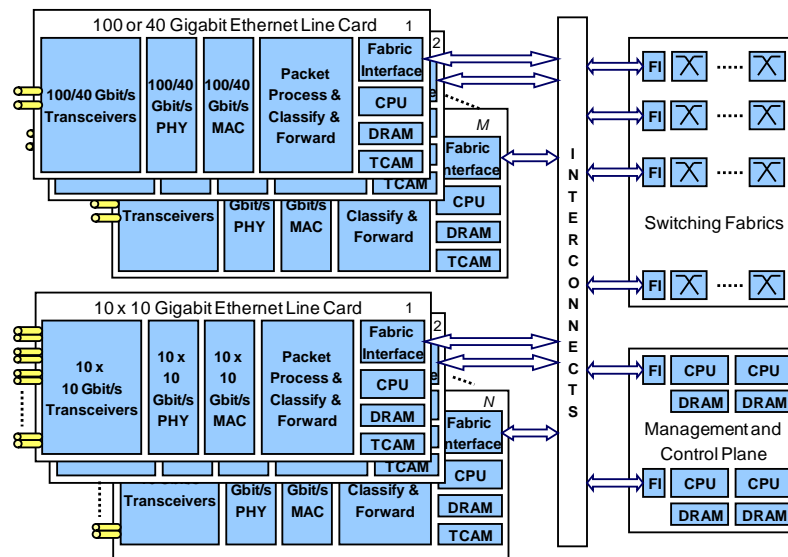 100 or 40 Gigabit Ethernet Line Card
1
2
M
100/40 Gbit/s
Transceivers
100/40
Gbit/s
PHY
100/40
Gbit/s
MAC
Packet
Process &
Classify &
Forward
Fabric
Interface
CPU
DRAM
TCAM
TCAM
Transceivers
Gbit/s
PHY
Gbit/s
MAC
Classify &
Forward
Fabric
Interface
CPU
DRAM
TCAM
10 x 10 Gigabit Ethernet Line Card
1
2
N
10 x
10 Gbit/s
Transceivers
10 x
10
Gbit/s
PHY
10 x
10
Gbit/s
MAC
Packet
Process &
Classify &
Forward
Fabric
Interface
CPU
DRAM
TCAM
TCAM
Transceivers
Gbit/s
PHY
Gbit/s
MAC
Classify &
Forward
Fabric
Interface
CPU
DRAM
TCAM
INTERCONNECTS
FI
FI
FI
Switching Fabrics
FI
FI
CPU
CPU
DRAM
DRAM
Management and
Control Plane
FI
CPU
CPU
DRAM
DRAM